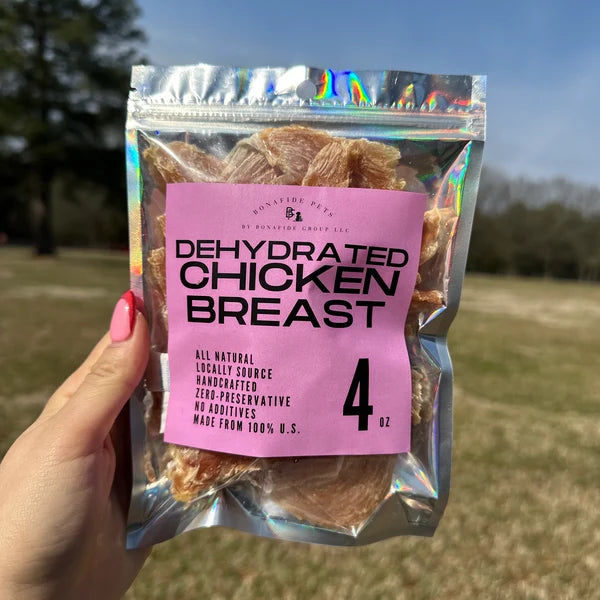 BONAFIDE PETS
BP
BY BONAFIDE GROUP LLC
DEHYDRATED
CHICKEN
BREAST
ALL NATURAL
LOCALLY SOURCE
HANDCRAFTED
ZERO-PRESERVATIVE
NO ADDITIVES
MADE FROM 100% U.S.
4 OZ